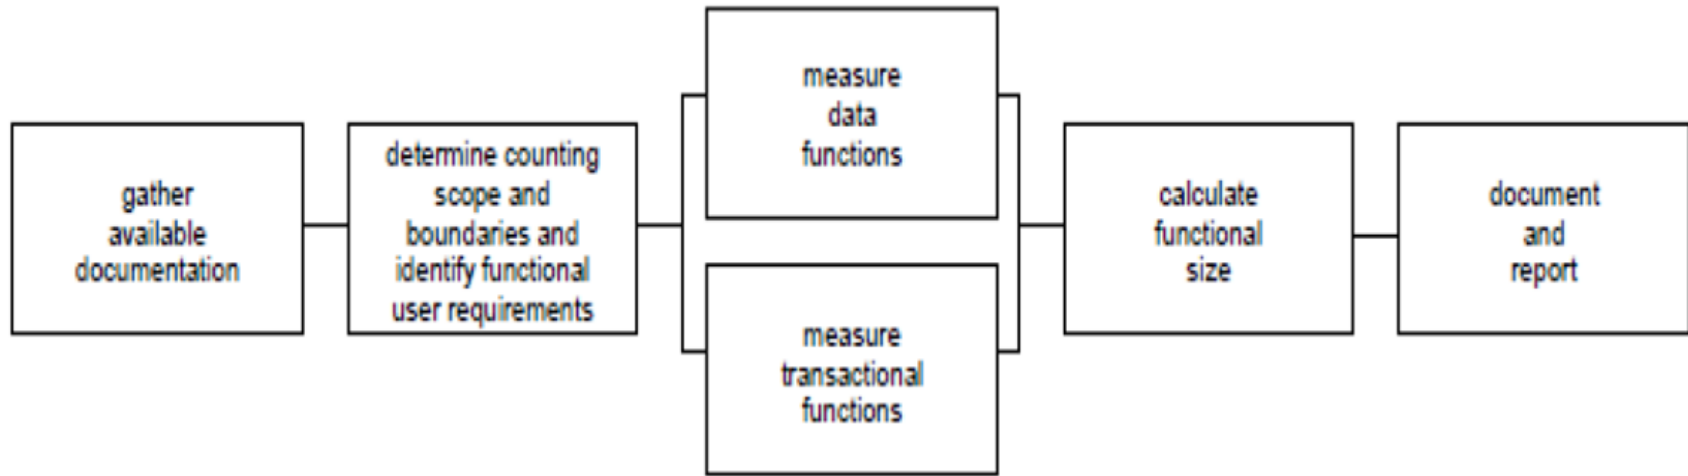 gather
available
documentation
determine counting
scope and
boundaries and
identify functional
user requirements
measure
data
functions
measure
transactional
functions
calculate
functional
size
document
and
report